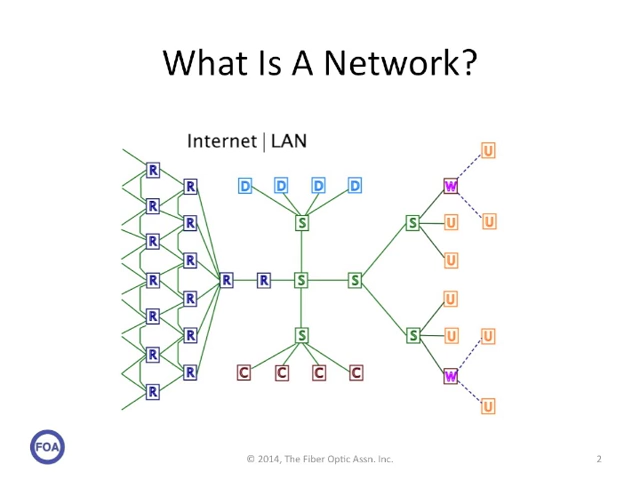 What Is A Network?
Internet | LAN
U
R
R D D D D W
R
R S S U U
R
R U
R R R S S
R U
R
R S S U U
R
R C C C C W
R
U
FOA
© 2014, The Fiber Optic Assn. Inc.
2